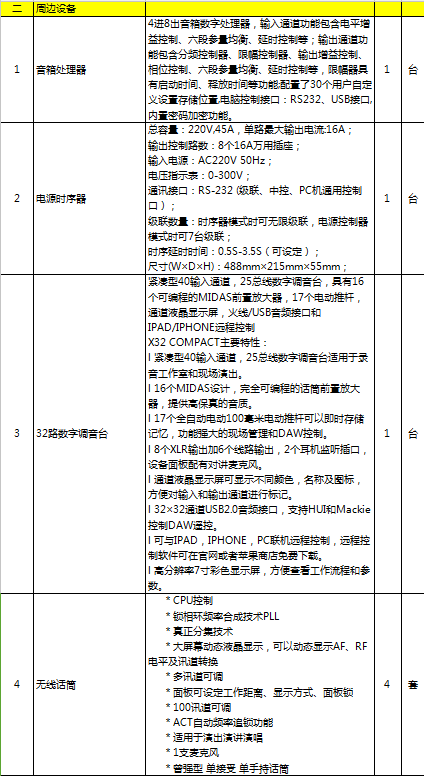 二 周边设备
4进8出音箱数字处理器，输入通道功能包含电平增
益控制、六段参量均衡、延时控制等；输出通道功
能包含分频控制器、限幅控制器、输出增益控制、
相位控制、六段参量均衡、延时控制等，限幅器具
有启动时间、释放时间等功能;配置了30个用户自定
义设置存储位置,电脑控制接口：RS232、USB接口,
内置密码加密功能。
1 音箱处理器 1 台
总容量：220V,45A，单路最大输出电流:16A；
输出控制路数：8个16A万用插座；
输入电源：AC220V 50Hz；
电压指示表：0-300V；
通讯接口：RS-232 (级联、中控、PC机通用控制
口）；
级联数量：时序器模式时可无限级联，电源控制器
模式时可7台级联；
时序延时时间：0.5S-3.5S（可设定）；
尺寸(W×D×H)：488mm×215mm×55mm；
2 电源时序器 1 台
紧凑型40输入通道，25总线数字调音台，具有16
个可编程的MIDAS前置放大器，17个电动推杆，
通道液晶显示屏，火线/USB音频接口和
IPAD/IPHONE远程控制
X32 COMPACT主要特性：
l 紧凑型40输入通道，25总线数字调音台适用于录
音工作室和现场演出。
l 16个MIDAS设计，完全可编程的话筒前置放大
器，提供高保真的音质。
l 17个全自动电动100毫米电动推杆可以即时存储
记忆，功能强大的现场管理和DAW控制。
l 8个XLR输出加6个线路输出，2个耳机监听插口，
设备面板配有对讲麦克风。
l 通道液晶显示屏可显示不同颜色，名称及图标，
方便对输入和输出通道进行标记。
l 32×32通道USB2.0音频接口，支持HUI和Mackie
控制DAW遥控。
l 可与IPAD，IPHONE，PC联机远程控制，远程控
制软件可在官网或者苹果商店免费下载。
l 高分辨率7寸彩色显示屏，方便查看工作流程和参
数。
3 32路数字调音台 1 台
* CPU控制
* 锁相环频率合成技术PLL
* 真正分集技术
* 大屏幕动态液晶显示，可以动态显示AF、RF
电平及讯道转换
* 多讯道可调
* 面板可设定工作距离、显示方式、面板锁
* 100讯道可调
* ACT自动频率追锁功能
* 适用于演出演讲演唱
* 1支麦克风
* 曾强型 单接受 单手持话筒
4 无线话筒 4 套